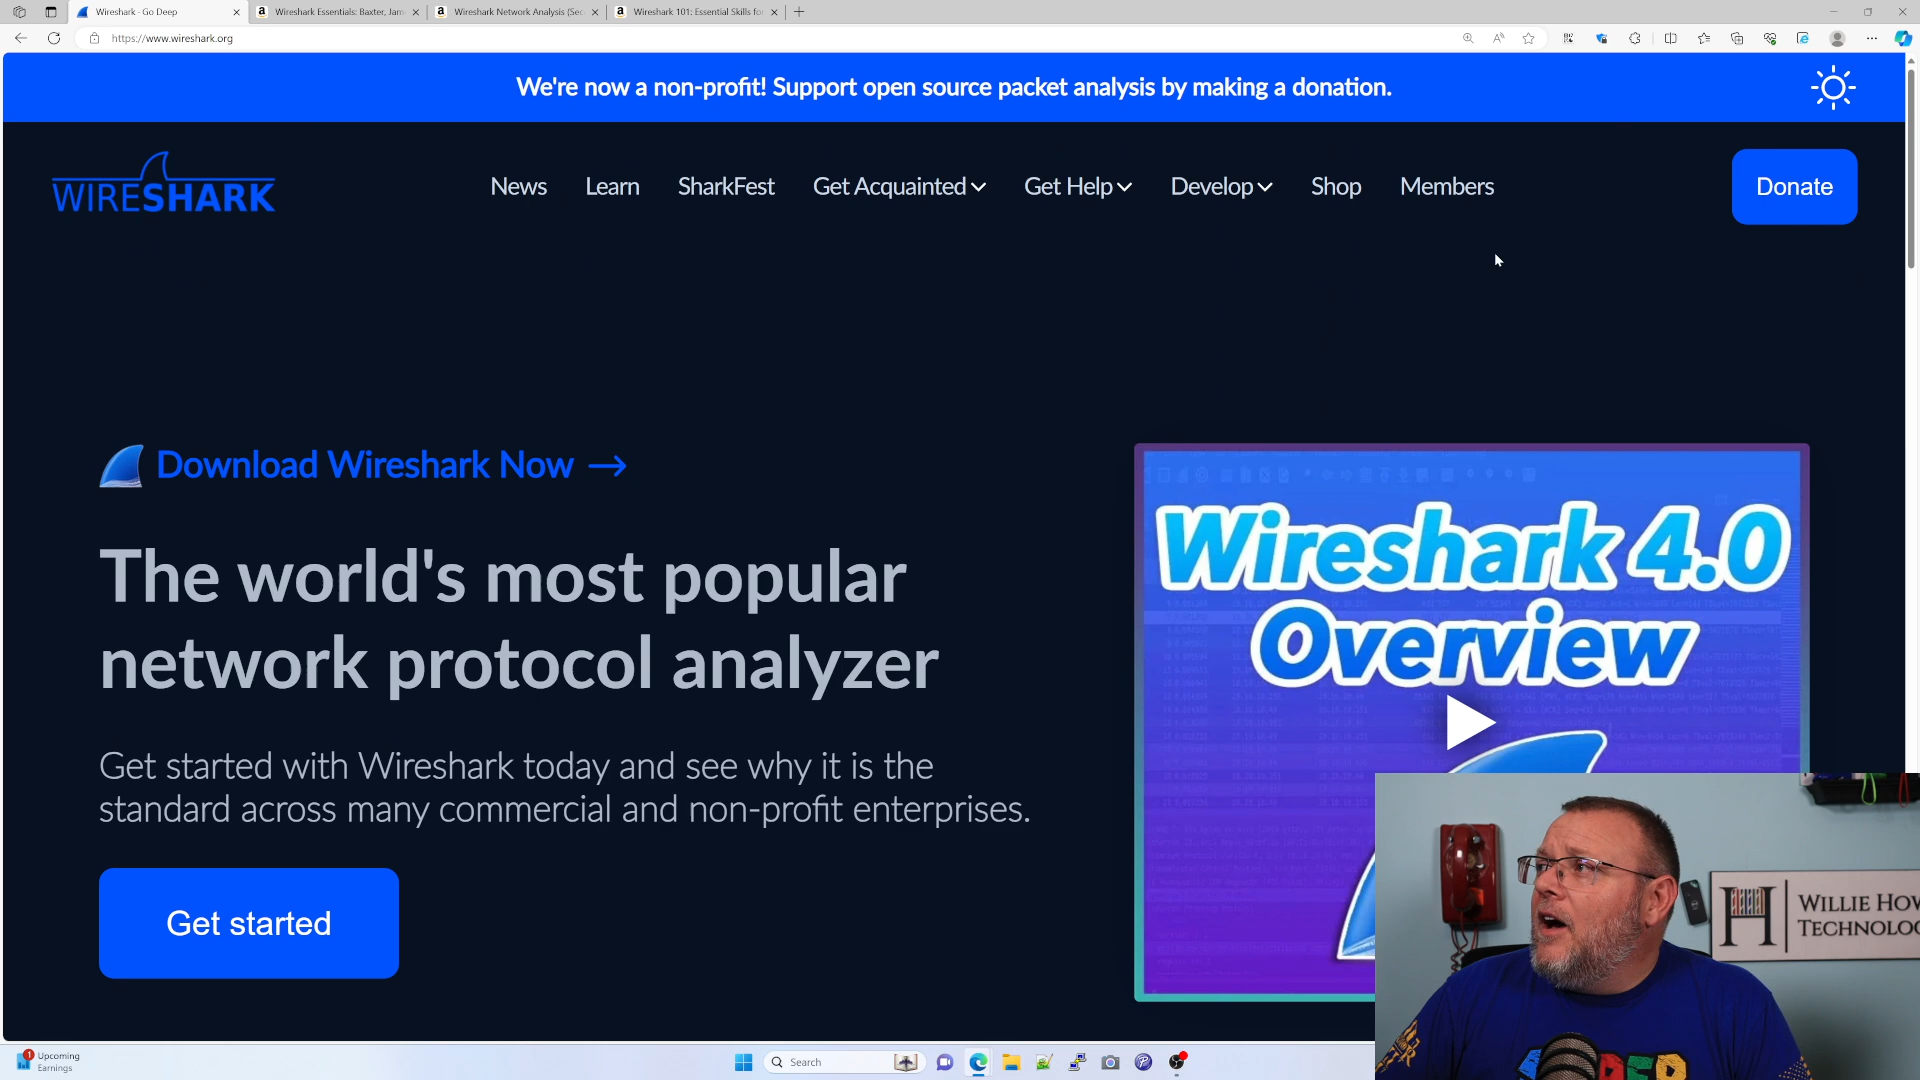 Wireshark - Go Deep
Wireshark Essentials: Baxter, Jam
Wireshark Network Analysis (Sec
Wireshark 101: Essential Skills fo
https://www.wireshark.org
We're now a non-profit! Support open source packet analysis by making a donation.
WIRESHARK
News
Learn
SharkFest
Get Acquainted
Get Help
Develop
Shop
Members
Donate
Download Wireshark Now →
The world's most popular
network protocol analyzer
Get started with Wireshark today and see why it is the
standard across many commercial and non-profit enterprises.
Get started
Wireshark 4.0
Overview
WILLIE HOW
TECHNOLOG
1
Upcoming
Earnings
Search